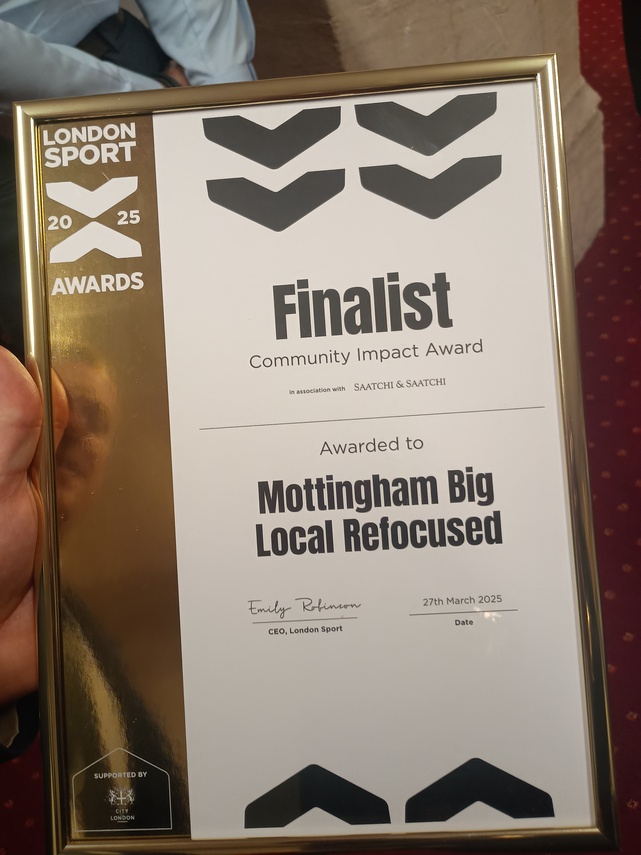 LONDON
SPORT
20 25
AWARDS
Finalist
Community Impact Award
in association with SAATCHI & SAATCHI
Awarded to
Mottingham Big
Local Refocused
Emily Robinson
CEO, London Sport
27th March 2025
Date
SUPPORTED BY
CITY
LONDON